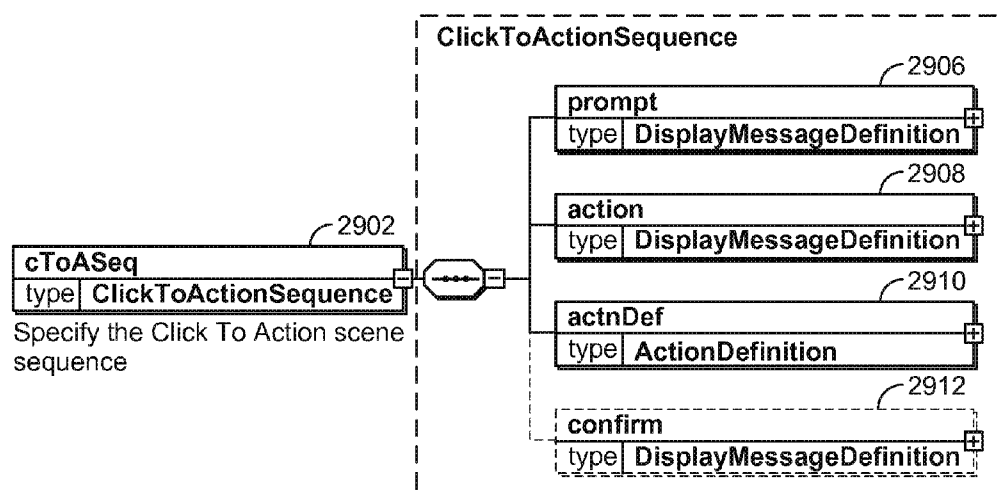 ClickToActionSequence
2906
prompt
type DisplayMessageDefinition
2908
action
type DisplayMessageDefinition
2902
cToASeq
type ClickToActionSequence
Specify the Click To Action scene
sequence
2910
actnDef
type ActionDefinition
2912
confirm
type DisplayMessageDefinition